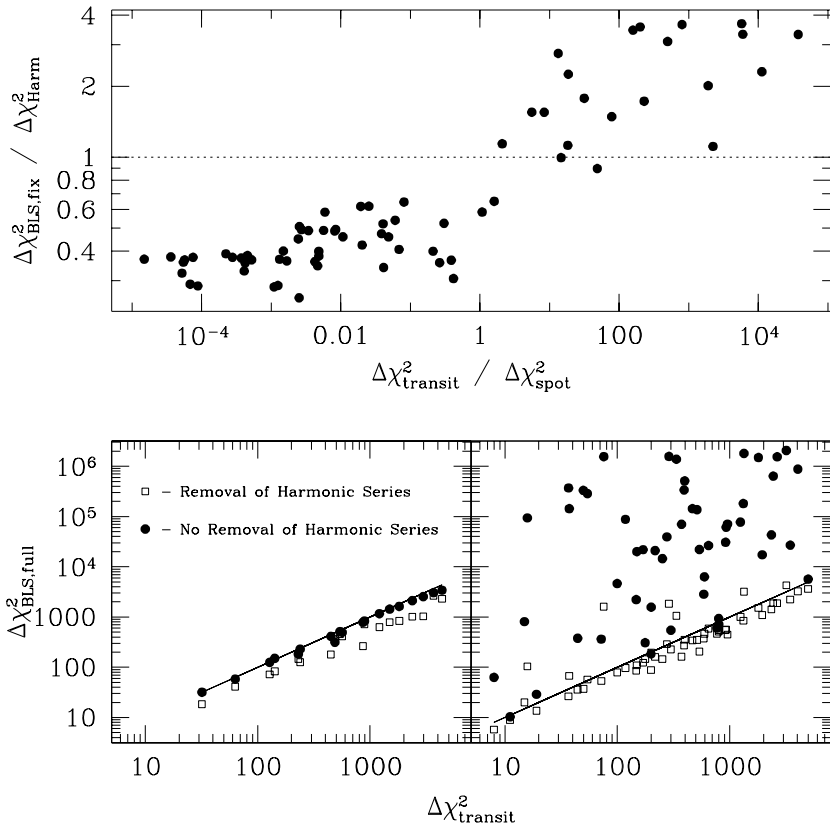 4
2
1
0.8
0.6
0.4
Δχ²BLS,fix / Δχ²Harm
10⁻⁴ 0.01 1 100 10⁴
Δχ²transit / Δχ²spot
10⁶
10⁵
10⁴
1000
100
10
Δχ²BLS,full
□ – Removal of Harmonic Series
● – No Removal of Harmonic Series
10 100 1000 10 100 1000
Δχ²transit